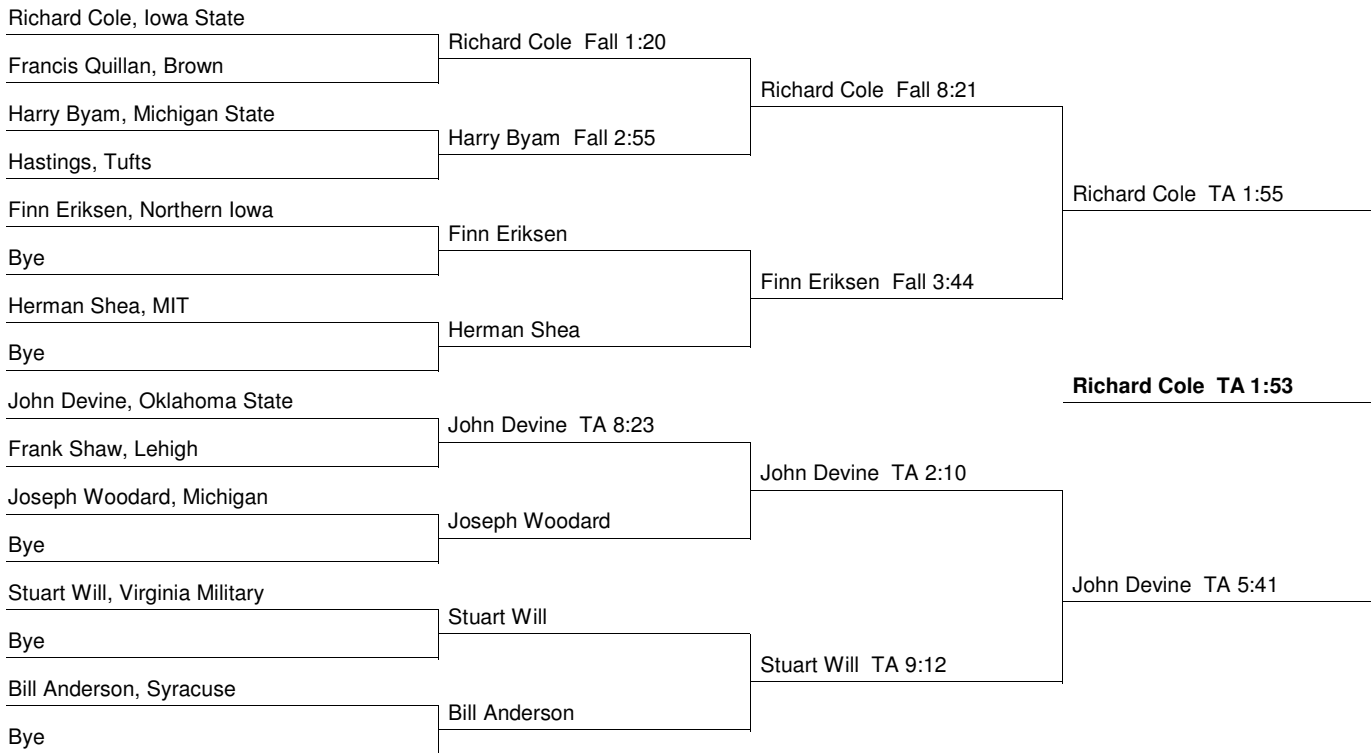 Richard Cole, Iowa State
Francis Quillan, Brown
Harry Byam, Michigan State
Hastings, Tufts
Finn Eriksen, Northern Iowa
Bye
Herman Shea, MIT
Bye
John Devine, Oklahoma State
Frank Shaw, Lehigh
Joseph Woodard, Michigan
Bye
Stuart Will, Virginia Military
Bye
Bill Anderson, Syracuse
Bye
Richard Cole Fall 1:20
Harry Byam Fall 2:55
Finn Eriksen
Herman Shea
John Devine TA 8:23
Joseph Woodard
Stuart Will
Bill Anderson
Richard Cole Fall 8:21
Finn Eriksen Fall 3:44
John Devine TA 2:10
Stuart Will TA 9:12
Richard Cole TA 1:55
John Devine TA 5:41
Richard Cole TA 1:53